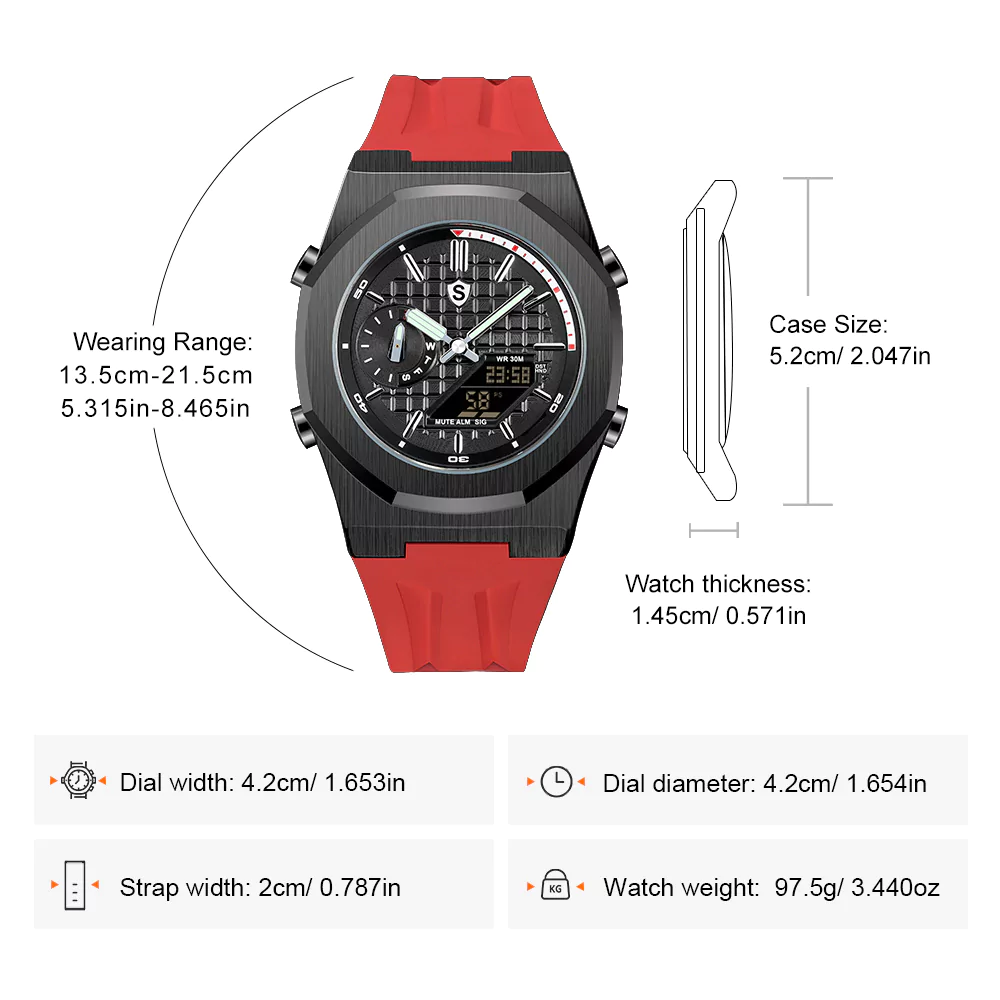 Wearing Range:
13.5cm-21.5cm
5.315in-8.465in
S
50
40
30
20
W
T
F
S
WR 30M
23:58
58
MUTE ALM SIG
Case Size:
5.2cm/ 2.047in
Watch thickness:
1.45cm/ 0.571in
Dial width: 4.2cm/ 1.653in
Dial diameter: 4.2cm/ 1.654in
Strap width: 2cm/ 0.787in
KG
Watch weight: 97.5g/ 3.440oz